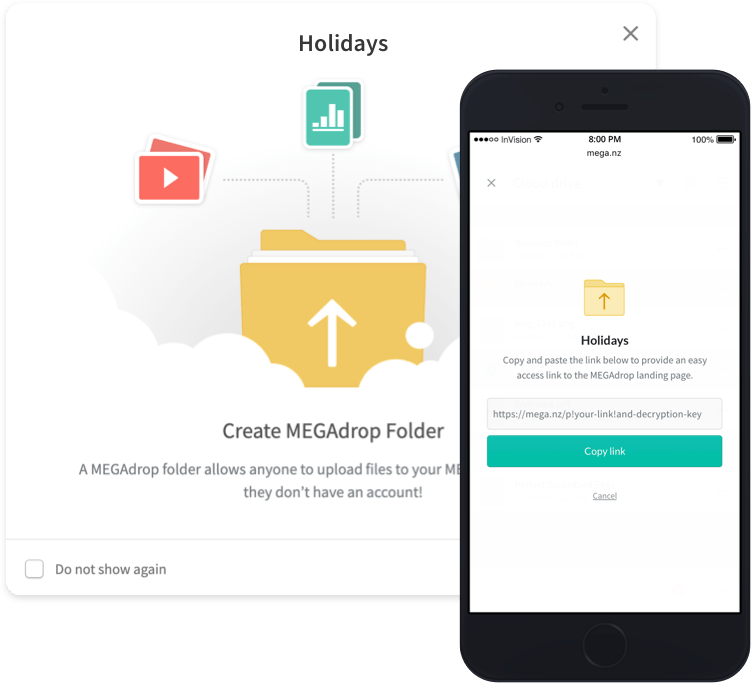 Holidays
Create MEGAdrop Folder
A MEGAdrop folder allows anyone to upload files to your
they don’t have an account!
Do not show again
InVision
8:00 PM
100%
mega.nz
Holidays
Copy and paste the link below to provide an easy
access link to the MEGAdrop landing page.
https://mega.nz/p!your-link!and-decryption-key
Copy link
Cancel